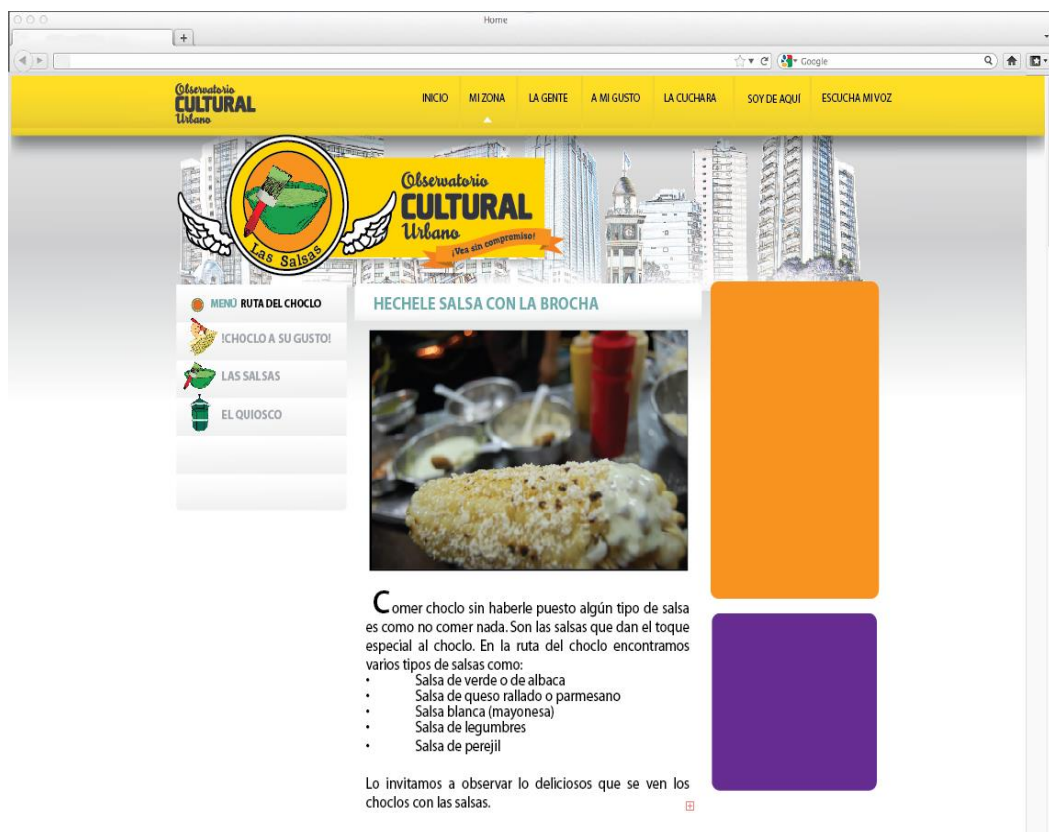 Home
Google
Observatorio
CULTURAL
Urbano
INICIO MI ZONA LA GENTE A MI GUSTO LA CUCHARA SOY DE AQUÍ ESCUCHA MI VOZ
Observatorio
CULTURAL
Urbano
¡Vea sin compromiso!
Las Salsas
MENÚ RUTA DEL CHOCLO
!CHOCLO A SU GUSTO!
LAS SALSAS
EL QUIOSCO
HECHELE SALSA CON LA BROCHA
Comer choclo sin haberle puesto algún tipo de salsa
es como no comer nada. Son las salsas que dan el toque
especial al choclo. En la ruta del choclo encontramos
varios tipos de salsas como:
• Salsa de verde o de albaca
• Salsa de queso rallado o parmesano
• Salsa blanca (mayonesa)
• Salsa de legumbres
• Salsa de perejil
Lo invitamos a observar lo deliciosos que se ven los
choclos con las salsas.